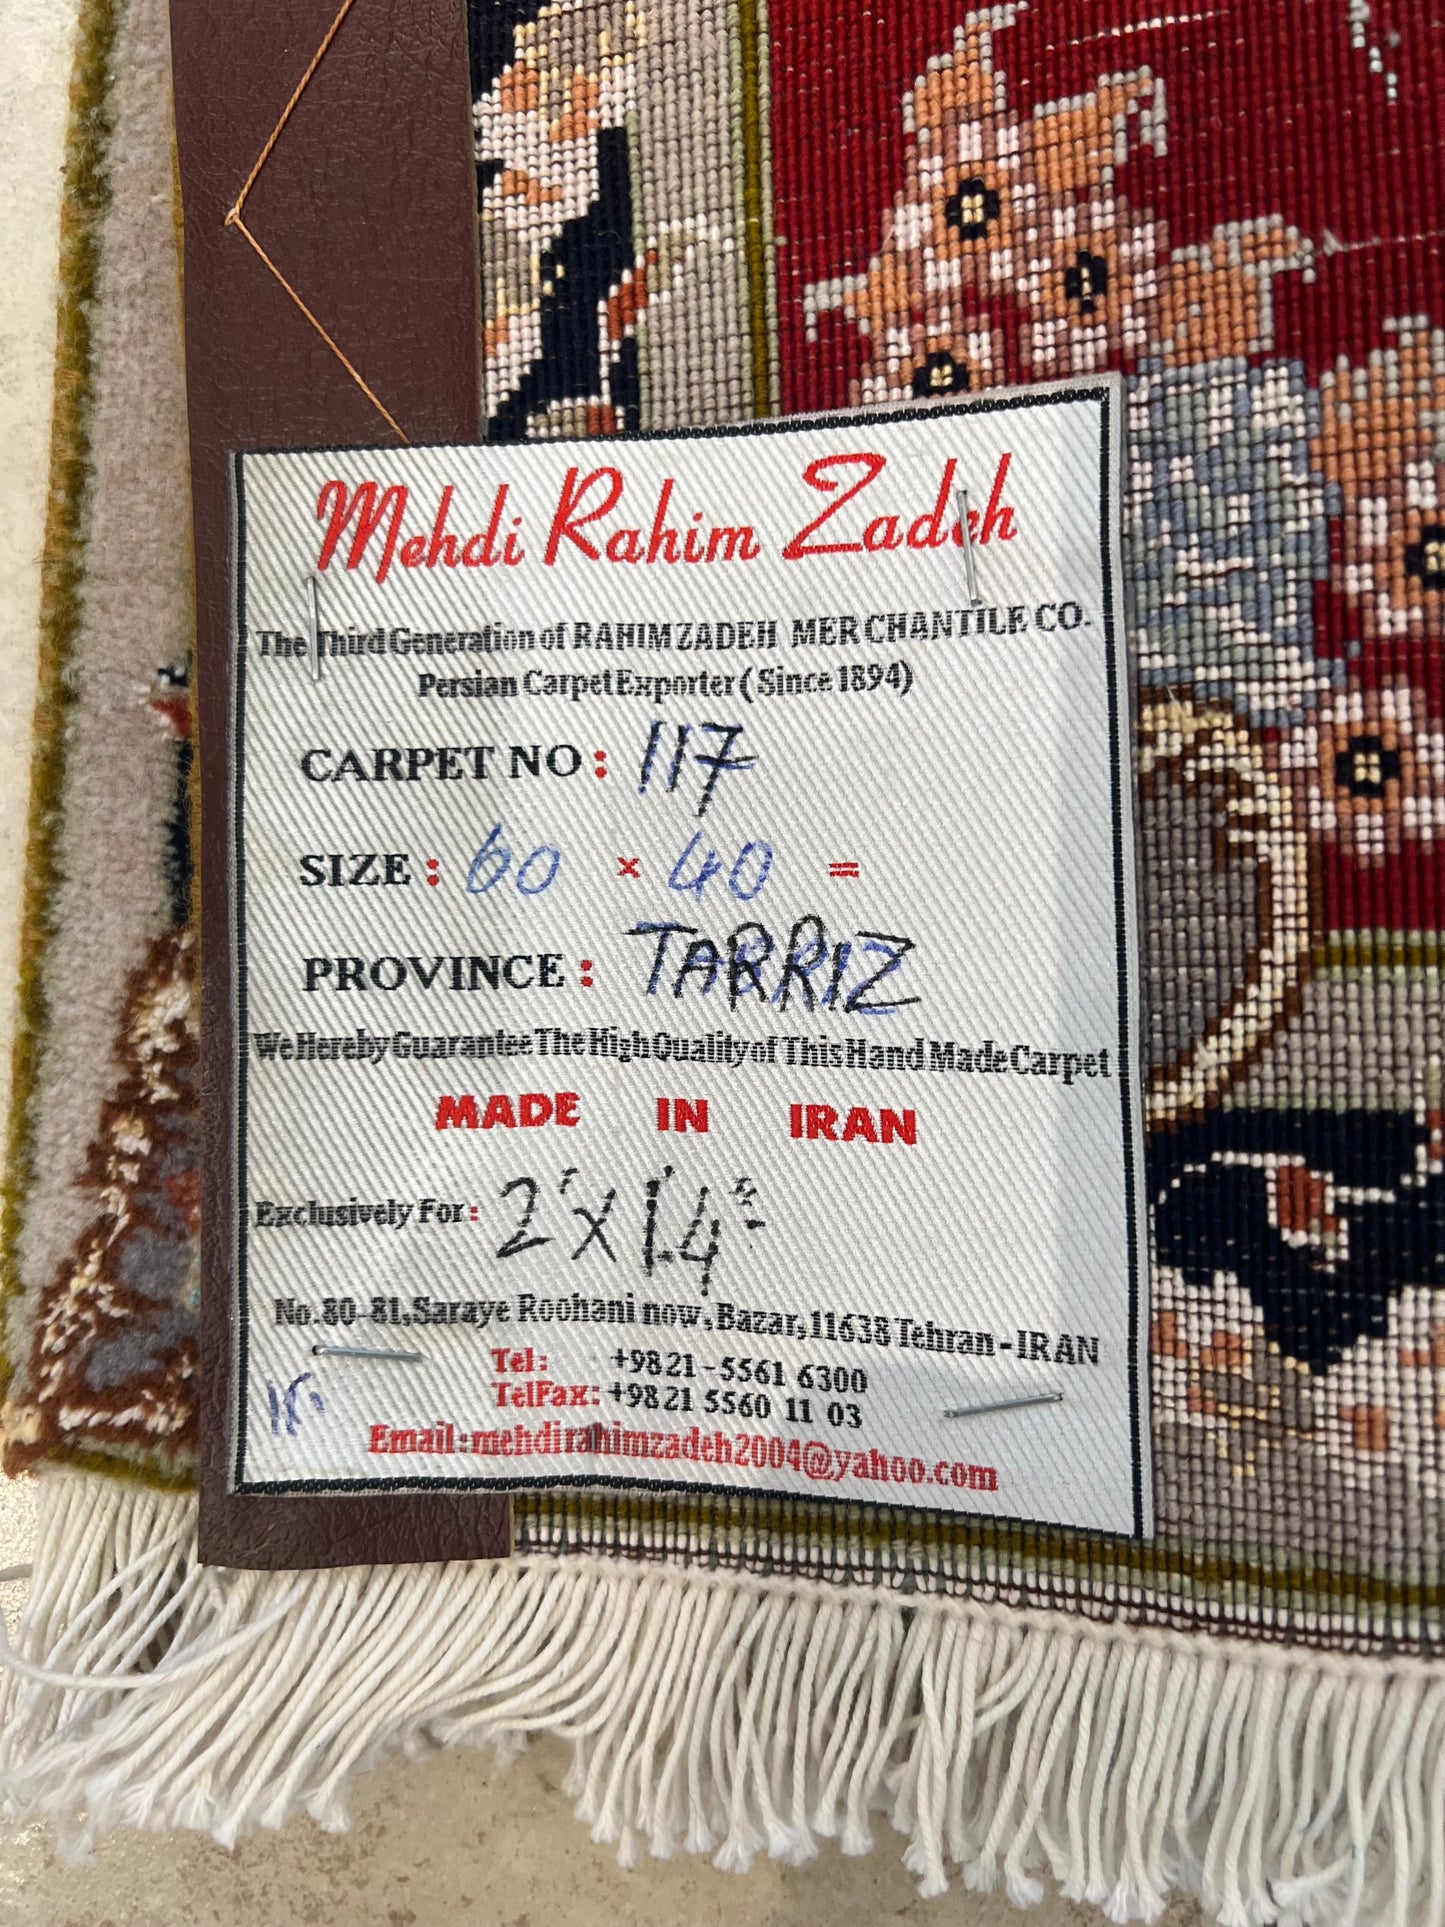 Mehdi Rahim Zadeh
The Third Generation of RAHIMZADEH MERCHANTILE CO.
Persian Carpet Exporter ( Since 1894)
CARPET NO : 117
SIZE : 60 × 40 =
PROVINCE : TARRIZ
We Hereby Guarantee The High Quality of This Hand Made Carpet
MADE IN IRAN
Exclusively For: 2' x 1.4"
No.80-81,Saraye Roohani now,Bazar,11638 Tehran-IRAN
Tel: +9821-5561 6300
TelFax: +9821 5560 11 03
Email:mehdirahimzadeh2004@yahoo.com